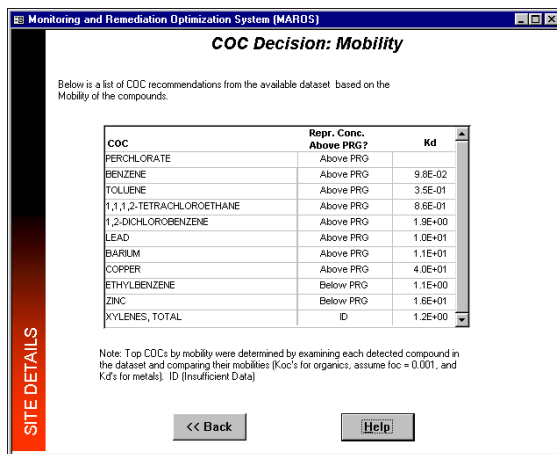 Monitoring and Remediation Optimization System (MAROS)
COC Decision: Mobility
Below is a list of COC recommendations from the available dataset based on the
Mobility of the compounds.
COC Repr. Conc. Above PRG? Kd
PERCHLORATE Above PRG
BENZENE Above PRG 9.8E-02
TOLUENE Above PRG 3.5E-01
1,1,1,2-TETRACHLOROETHANE Above PRG 8.6E-01
1,2-DICHLOROBENZENE Above PRG 1.9E+00
LEAD Above PRG 1.0E+01
BARIUM Above PRG 1.1E+01
COPPER Above PRG 4.0E+01
ETHYLBENZENE Below PRG 1.1E+00
ZINC Below PRG 1.6E+01
XYLENES, TOTAL ID 1.2E+00
Note: Top COCs by mobility were determined by examining each detected compound in
the dataset and comparing their mobilities (Koc's for organics, assume foc = 0.001, and
Kd's for metals). ID (Insufficient Data)
SITE DETAILS
<< Back
Help